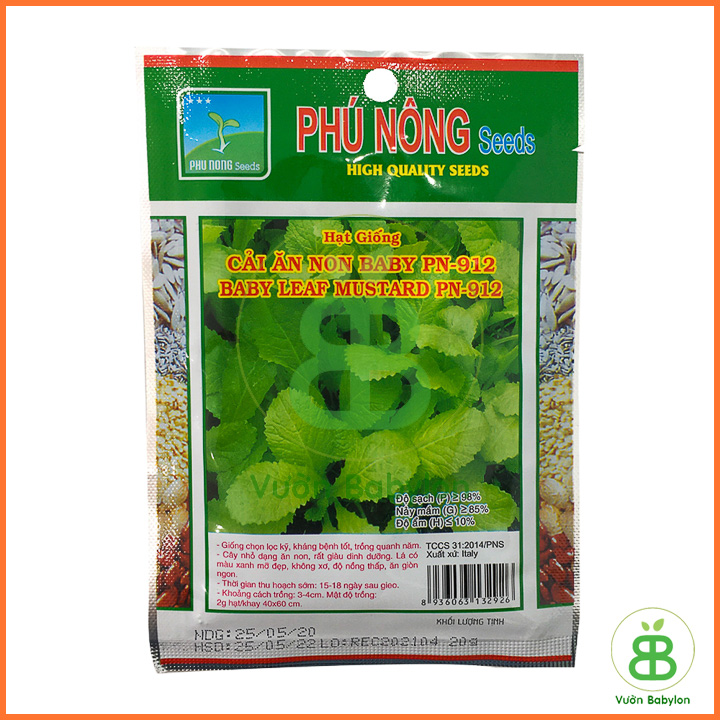 PHÚ NÔNG Seeds
HIGH QUALITY SEEDS
PHU NONG Seeds
Hạt Giống
CẢI ĂN NON BABY PN-912
BABY LEAF MUSTARD PN-912
Vườn Babylon
Độ sạch (P) ≥ 98%
Nảy mầm (G) ≥ 85%
Độ ẩm (H) ≤ 10%
- Giống chọn lọc kỹ, kháng bệnh tốt, trồng quanh năm.
- Cây nhỏ dạng ăn non, rất giàu dinh dưỡng. Lá có
màu xanh mỡ đẹp, không xơ, độ nồng thấp, ăn giòn
ngon.
- Thời gian thu hoạch sớm: 15-18 ngày sau gieo.
- Khoảng cách trồng: 3-4cm. Mật độ trồng:
2g hạt/khay 40x60 cm.
TCCS 31:2014/PNS
Xuất xứ: Italy
8 936063 132926
KHỐI LƯỢNG TỊNH
NDG:25/05/20
HSD:25/05/22 LO:REC202104 20g
Vườn Babylon